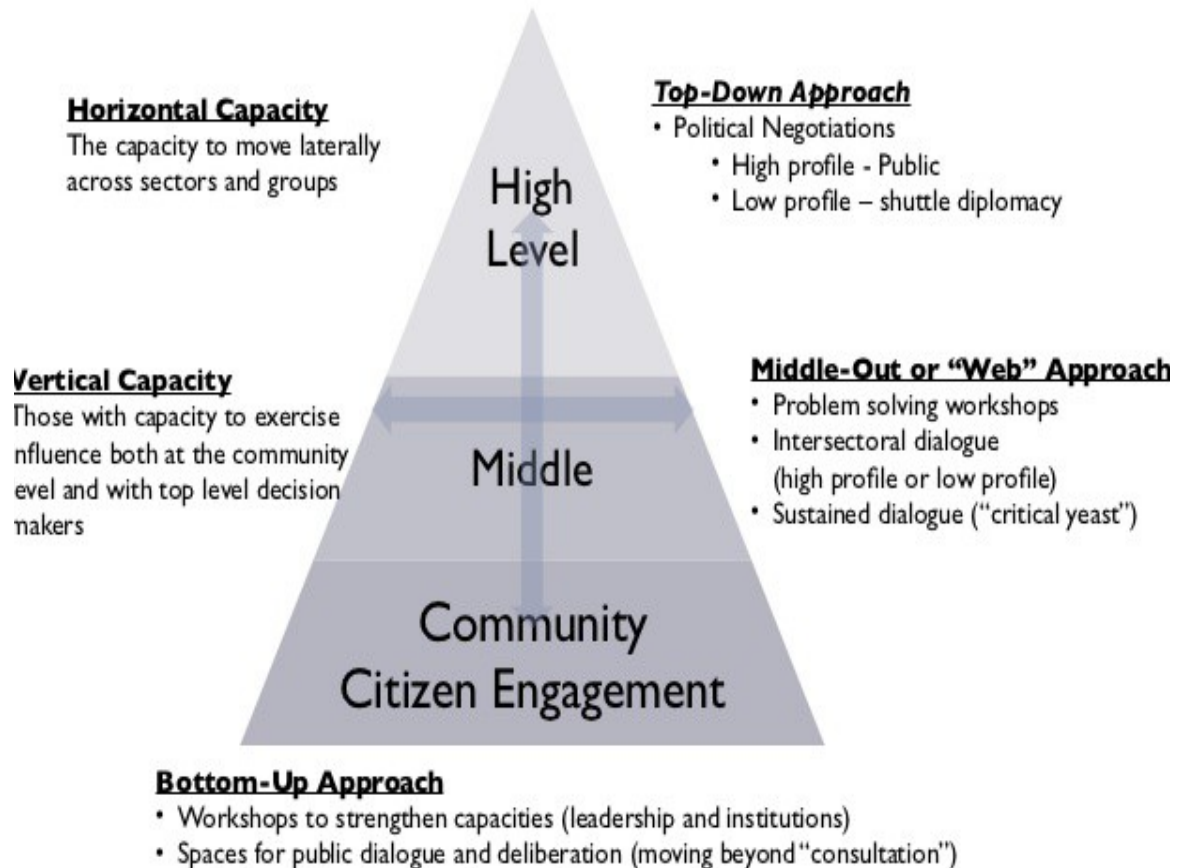 Horizontal Capacity
The capacity to move laterally
across sectors and groups
Top-Down Approach
• Political Negotiations
• High profile - Public
• Low profile – shuttle diplomacy
High
Level
Vertical Capacity
Those with capacity to exercise
nfluence both at the community
evel and with top level decision
makers
Middle-Out or “Web” Approach
• Problem solving workshops
• Intersectoral dialogue
(high profile or low profile)
• Sustained dialogue (“critical yeast”)
Middle
Community
Citizen Engagement
Bottom-Up Approach
• Workshops to strengthen capacities (leadership and institutions)
• Spaces for public dialogue and deliberation (moving beyond “consultation”)